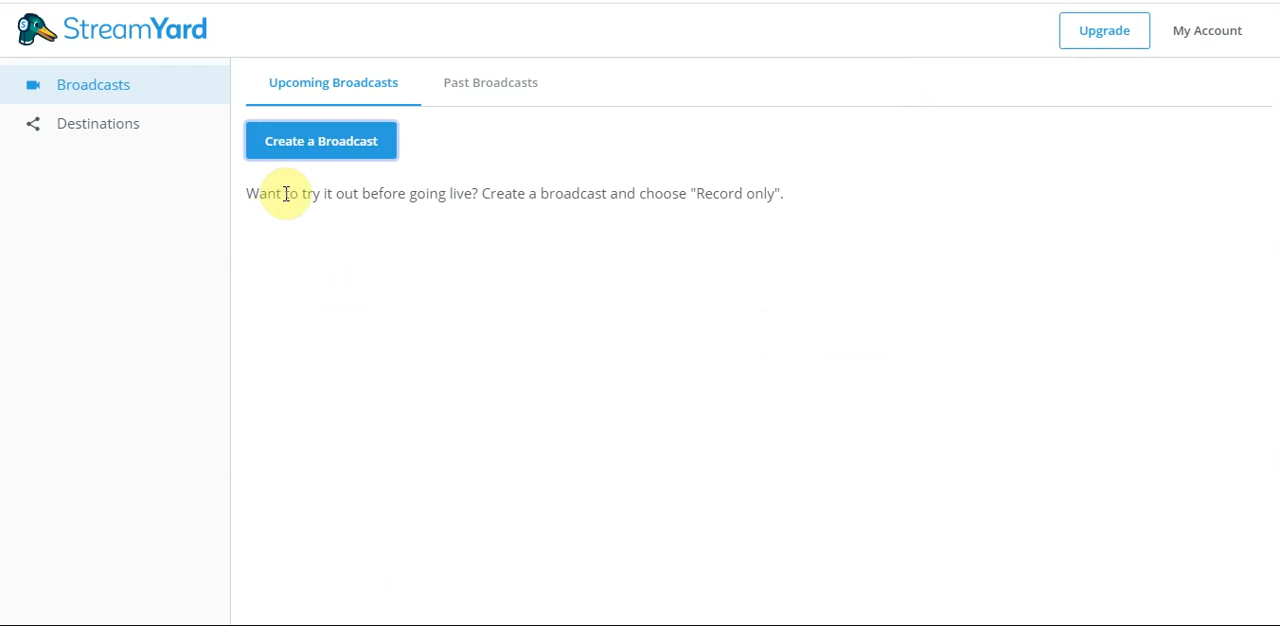 StreamYard
Upgrade
My Account
Broadcasts
Destinations
Upcoming Broadcasts
Past Broadcasts
Create a Broadcast
Want to try it out before going live? Create a broadcast and choose "Record only".